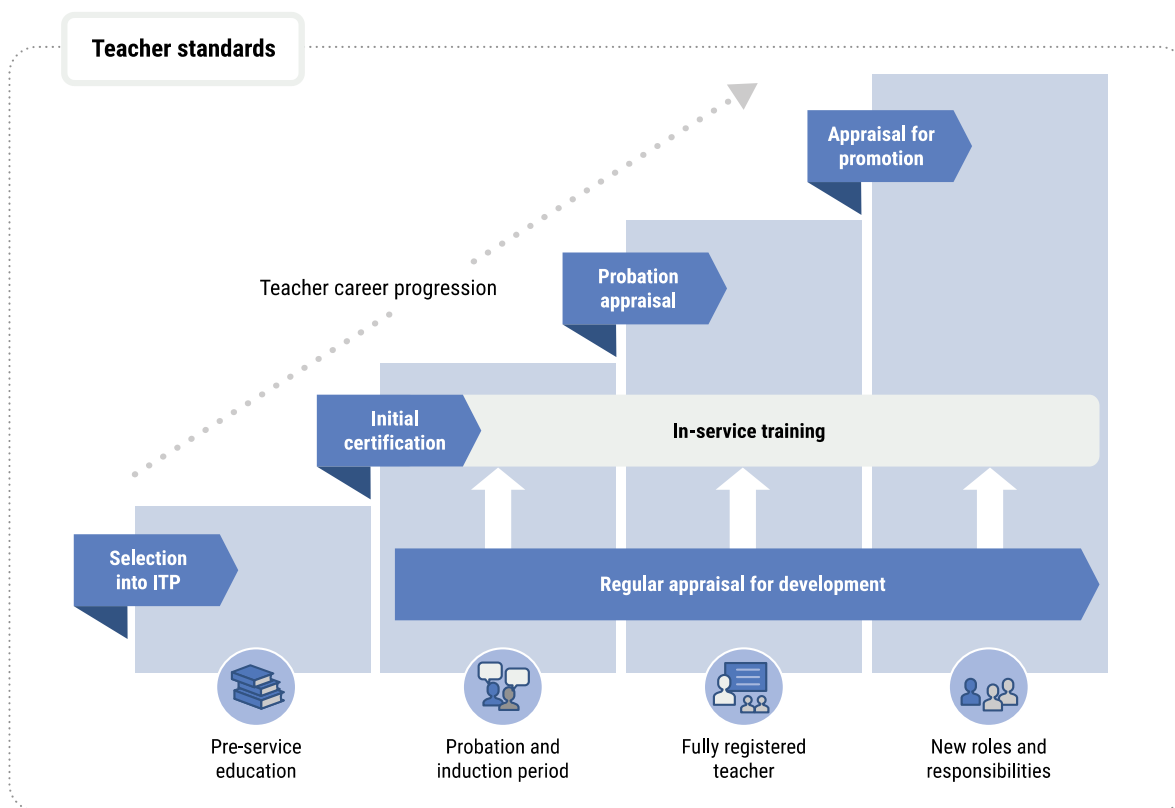 Teacher standards
Appraisal for
promotion
Probation
appraisal
Teacher career progression
Initial
certification
In-service training
Selection
into ITP
Regular appraisal for development
Pre-service
education
Probation and
induction period
Fully registered
teacher
New roles and
responsibilities